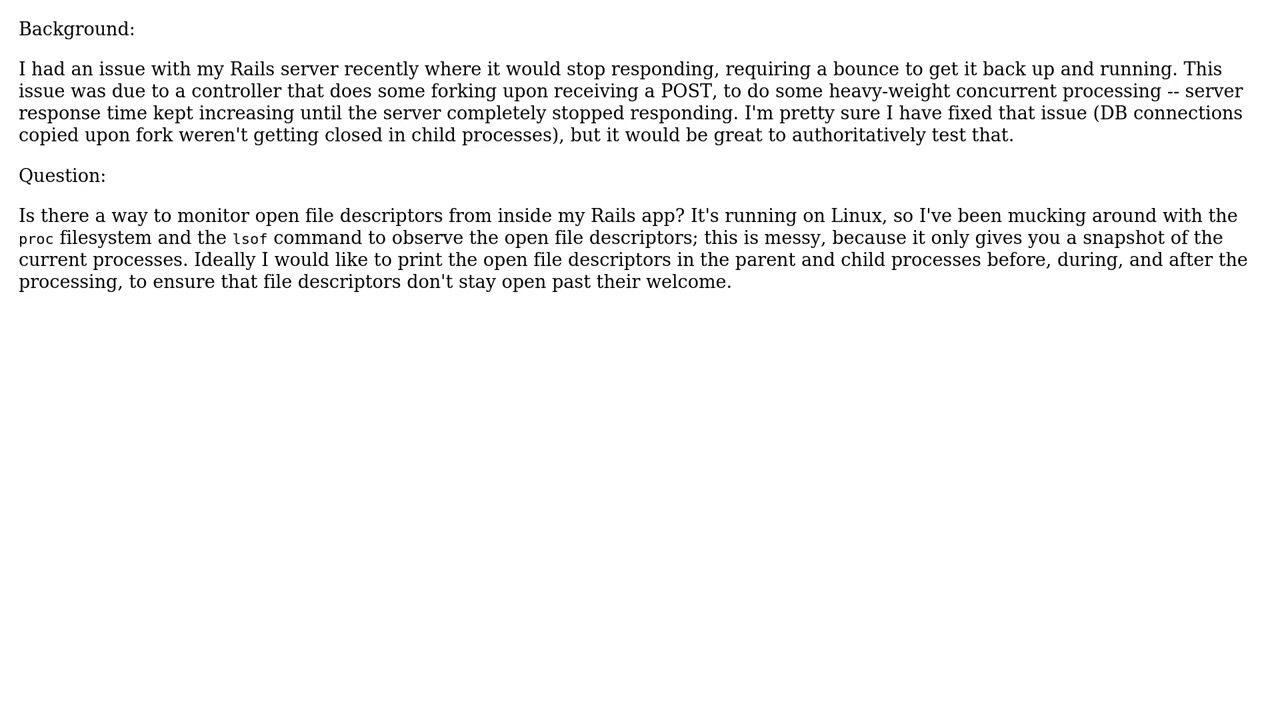 Background:
I had an issue with my Rails server recently where it would stop responding, requiring a bounce to get it back up and running. This
issue was due to a controller that does some forking upon receiving a POST, to do some heavy-weight concurrent processing -- server
response time kept increasing until the server completely stopped responding. I'm pretty sure I have fixed that issue (DB connections
copied upon fork weren't getting closed in child processes), but it would be great to authoritatively test that.
Question:
Is there a way to monitor open file descriptors from inside my Rails app? It's running on Linux, so I've been mucking around with the
proc filesystem and the lsof command to observe the open file descriptors; this is messy, because it only gives you a snapshot of the
current processes. Ideally I would like to print the open file descriptors in the parent and child processes before, during, and after the
processing, to ensure that file descriptors don't stay open past their welcome.